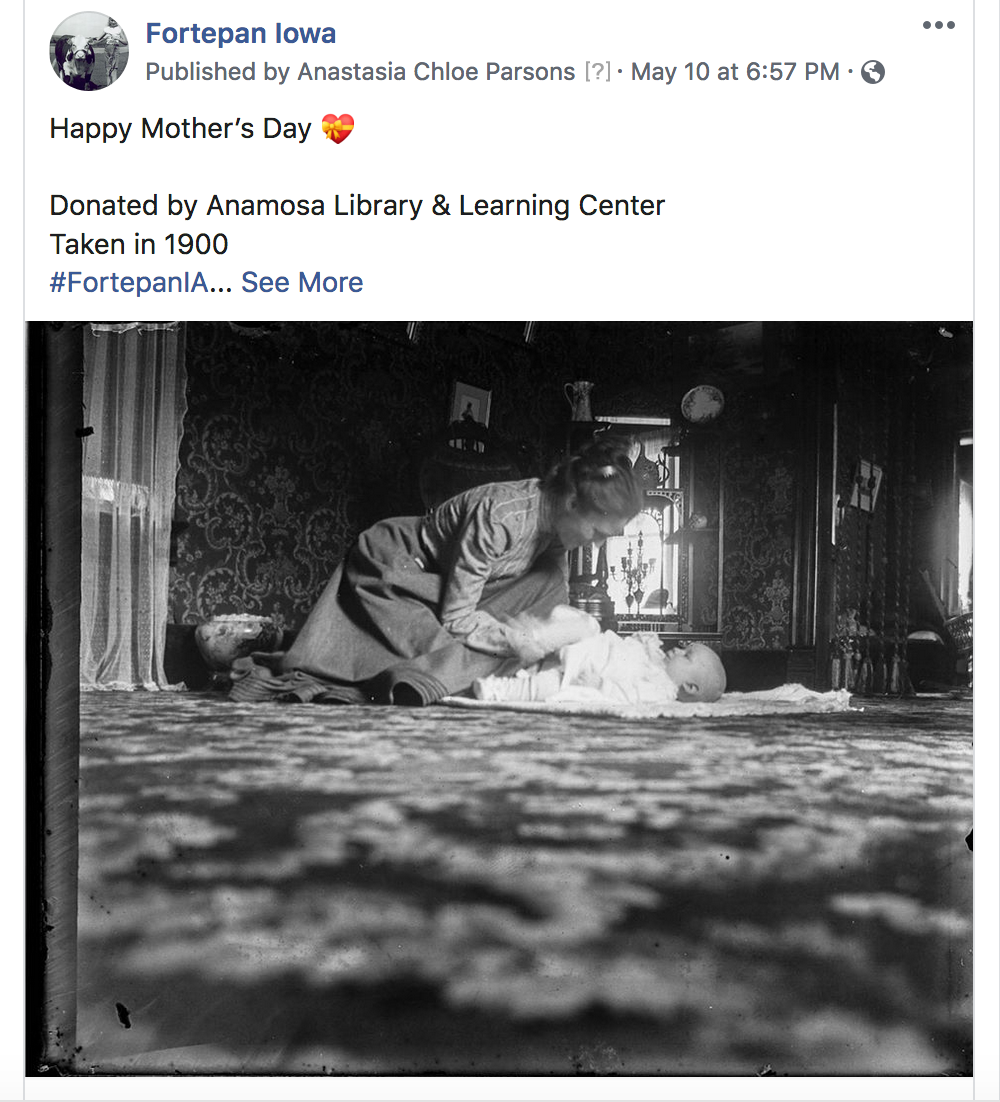 Fortepan Iowa
Published by Anastasia Chloe Parsons [?] · May 10 at 6:57 PM ·
Happy Mother’s Day 💝
Donated by Anamosa Library & Learning Center
Taken in 1900
#FortepanIA... See More